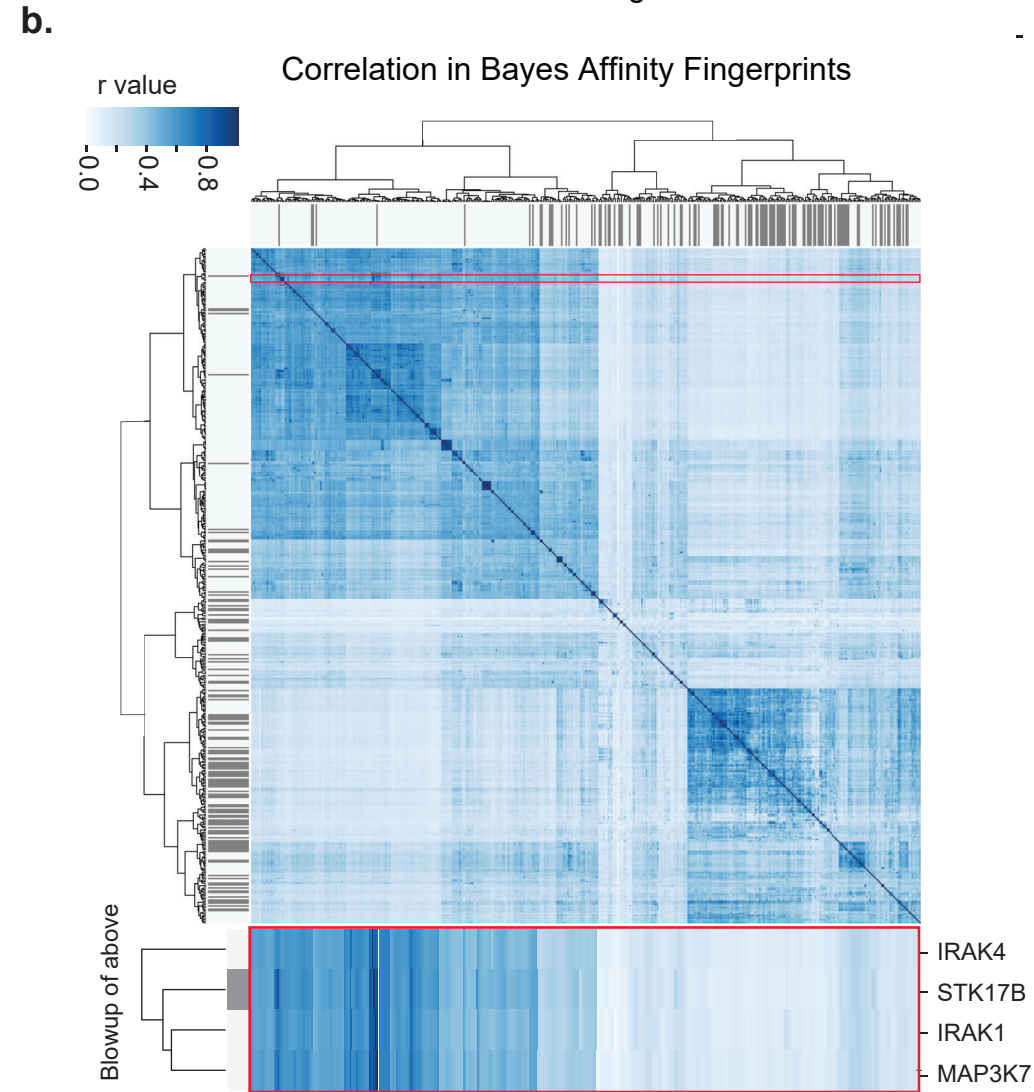 b.
Correlation in Bayes Affinity Fingerprints
r value
0.0
0.4
0.8
Blowup of above
IRAK4
STK17B
IRAK1
MAP3K7